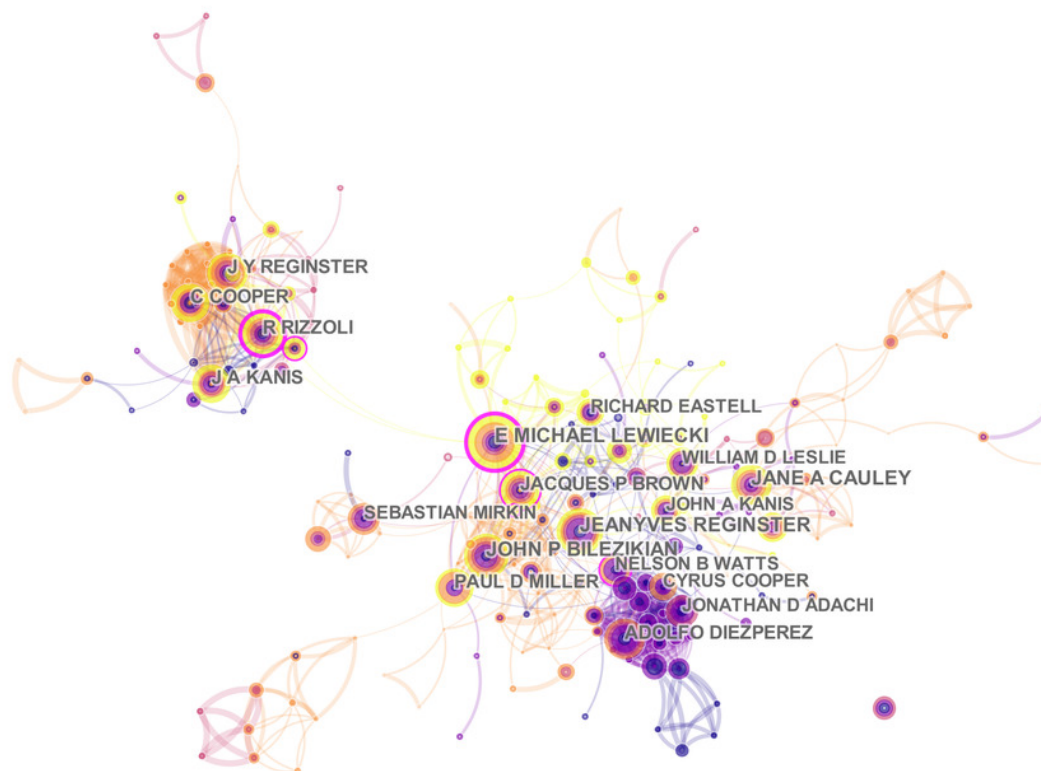 J Y REGINSTER
C COOPER
R RIZZOLI
J A KANIS
RICHARD EASTELL
E MICHAEL LEWIECKI
WILLIAM D LESLIE
JACQUES P BROWN
JANE A CAULEY
JOHN A KANIS
SEBASTIAN MIRKIN
JEANYVES REGINSTER
JOHN P BILEZIKIAN
NELSON B WATTS
PAUL D MILLER
CYRUS COOPER
JONATHAN D ADACHI
ADOLFO DIEZPEREZ